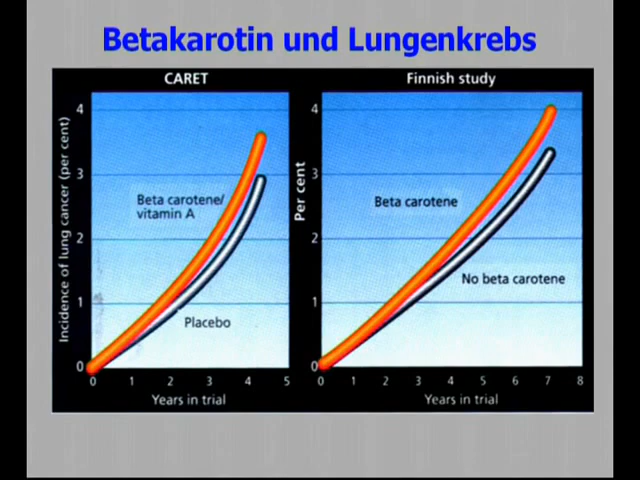 Betakarotin und Lungenkrebs
CARET
Incidence of lung cancer (per cent)
4
3
2
1
0
Beta carotene/
vitamin A
Placebo
0 1 2 3 4 5
Years in trial
Finnish study
Per cent
4
3
2
1
0
Beta carotene
No beta carotene
0 1 2 3 4 5 6 7 8
Years in trial